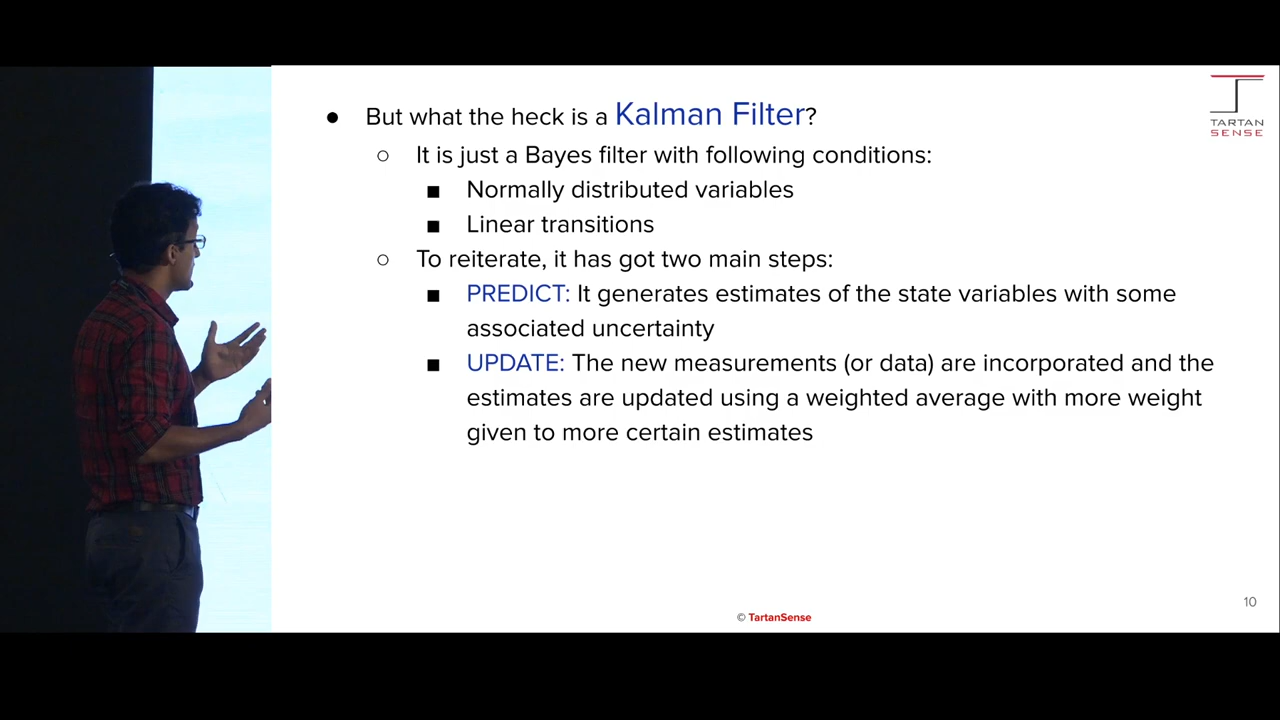 ● But what the heck is a Kalman Filter?
○ It is just a Bayes filter with following conditions:
■ Normally distributed variables
■ Linear transitions
○ To reiterate, it has got two main steps:
■ PREDICT: It generates estimates of the state variables with some
associated uncertainty
■ UPDATE: The new measurements (or data) are incorporated and the
estimates are updated using a weighted average with more weight
given to more certain estimates
TARTAN
SENSE
10
© TartanSense